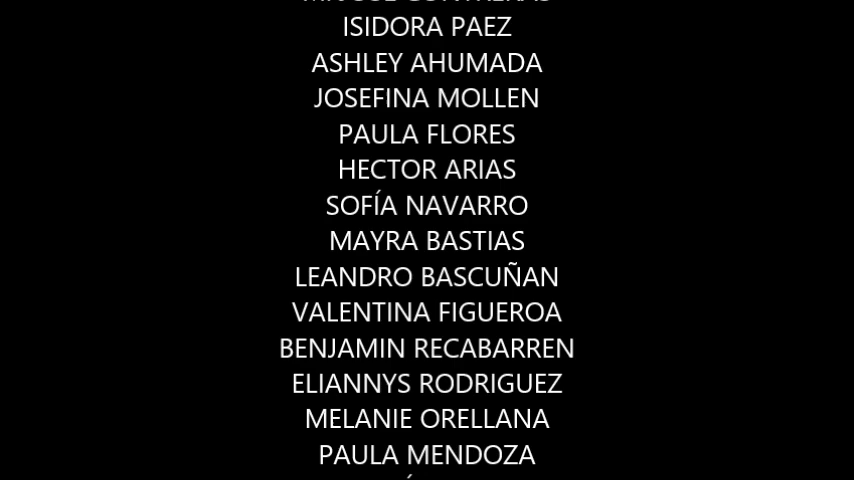 ISIDORA PAEZ
ASHLEY AHUMADA
JOSEFINA MOLLEN
PAULA FLORES
HECTOR ARIAS
SOFÍA NAVARRO
MAYRA BASTIAS
LEANDRO BASCUÑAN
VALENTINA FIGUEROA
BENJAMIN RECABARREN
ELIANNYS RODRIGUEZ
MELANIE ORELLANA
PAULA MENDOZA